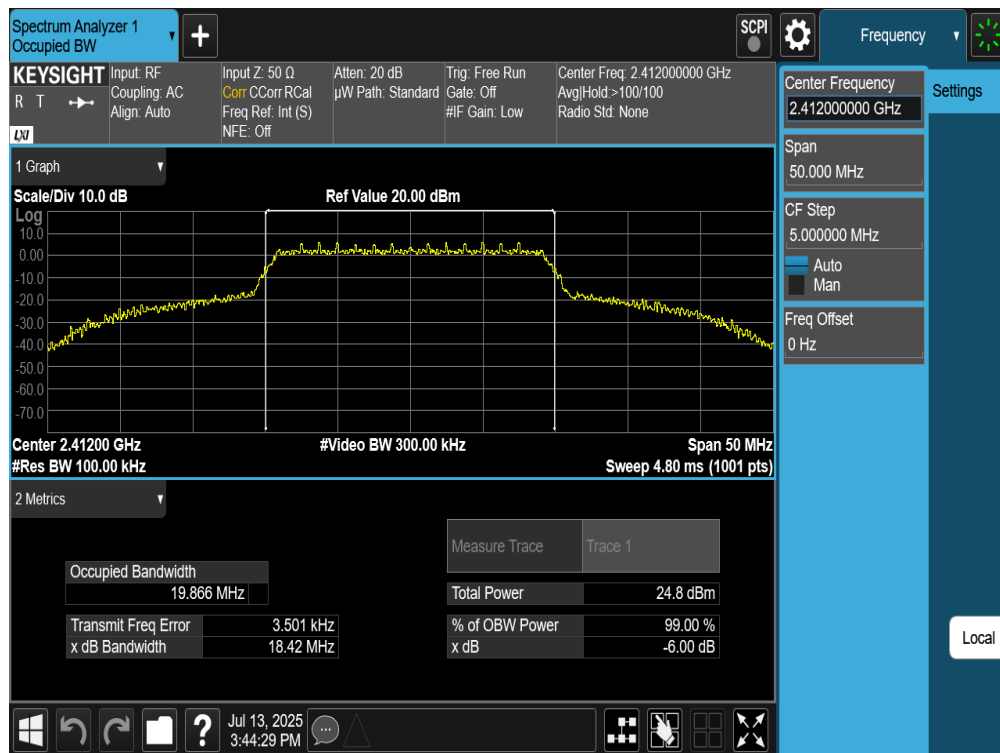 Spectrum Analyzer 1
Occupied BW
+
SCPI
Frequency
KEYSIGHT
R T
LXI
Input: RF
Coupling: AC
Align: Auto
Input Z: 50 Ω
Corr CCorr RCal
Freq Ref: Int (S)
NFE: Off
Atten: 20 dB
µW Path: Standard
Trig: Free Run
Gate: Off
#IF Gain: Low
Center Freq: 2.412000000 GHz
Avg|Hold:>100/100
Radio Std: None
Center Frequency
2.412000000 GHz
Settings
Span
50.000 MHz
CF Step
5.000000 MHz
Auto
Man
Freq Offset
0 Hz
1 Graph
Scale/Div 10.0 dB
Ref Value 20.00 dBm
Log
10.0
0.00
-10.0
-20.0
-30.0
-40.0
-50.0
-60.0
-70.0
Center 2.41200 GHz
#Video BW 300.00 kHz
Span 50 MHz
#Res BW 100.00 kHz
Sweep 4.80 ms (1001 pts)
2 Metrics
Measure Trace
Trace 1
Occupied Bandwidth
19.866 MHz
Total Power
24.8 dBm
Transmit Freq Error
3.501 kHz
% of OBW Power
99.00 %
x dB Bandwidth
18.42 MHz
x dB
-6.00 dB
Local
?
Jul 13, 2025
3:44:29 PM